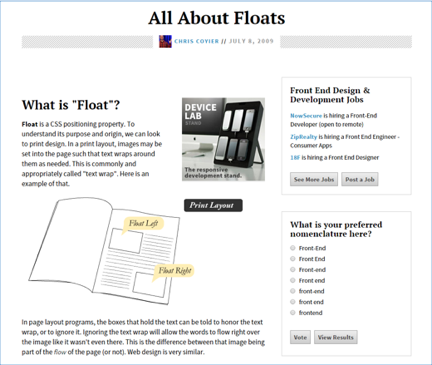 All About Floats
CHRIS COYIER // JULY 8, 2009
What is "Float"?
Float is a CSS positioning property. To
understand its purpose and origin, we can look
to print design. In a print layout, images may be
set into the page such that text wraps around
them as needed. This is commonly and
appropriately called "text wrap". Here is an
example of that.
DEVICE
LAB
STAND
The responsive
development stand.
Print Layout
Float Left
Float Right
In page layout programs, the boxes that hold the text can be told to honor the text
wrap, or to ignore it. Ignoring the text wrap will allow the words to flow right over
the image like it wasn't even there. This is the difference between that image being
part of the flow of the page (or not). Web design is very similar.
Front End Design &
Development Jobs
NowSecure is hiring a Front-End
Developer (open to remote)
ZipRealty is hiring a Front End Engineer -
Consumer Apps
18F is hiring a Front End Designer
See More Jobs
Post a Job
What is your preferred
nomenclature here?
Front-End
Front End
Front-end
Front end
front-end
front end
frontend
Vote
View Results